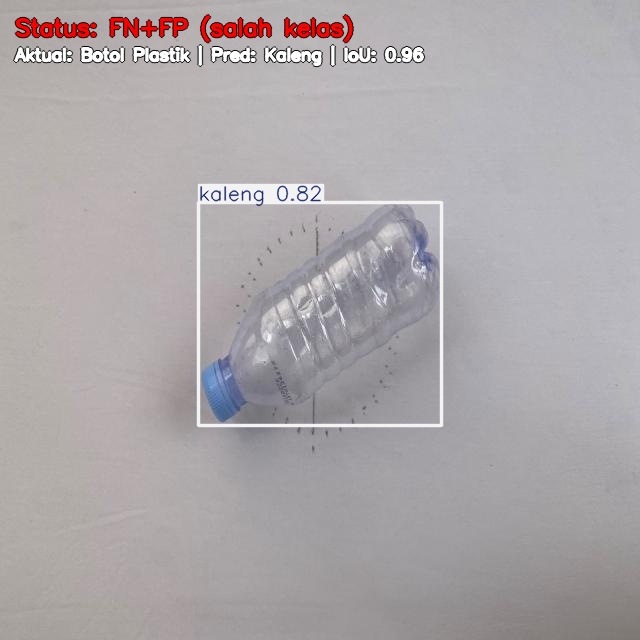 Status: FN+FP (salah kelas)
Aktual: Botol Plastik | Pred: Kaleng | IoU: 0.96
kaleng 0.82